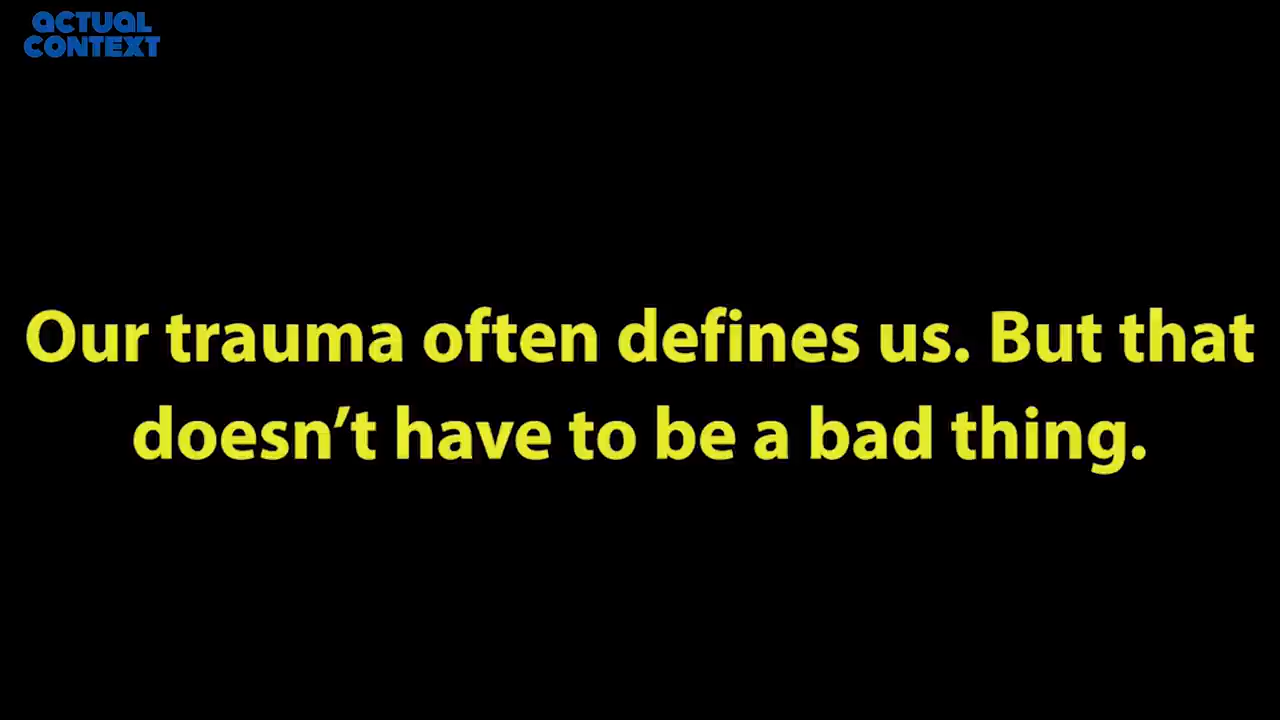 ACTUAL
CONTEXT
Our trauma often defines us. But that
doesn’t have to be a bad thing.